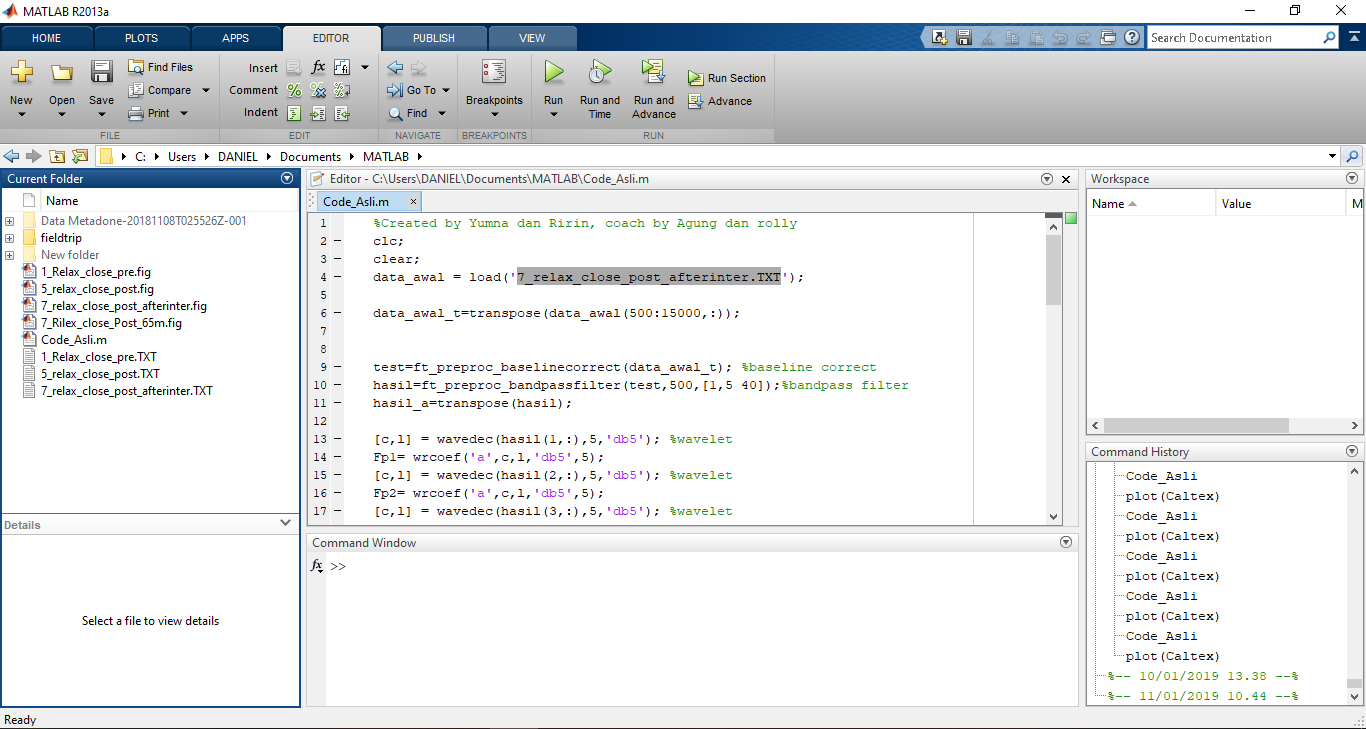 MATLAB R2013a
HOME PLOTS APPS EDITOR PUBLISH VIEW
Search Documentation
New Open Save
Find Files
Compare
Print
FILE
Insert fx
Comment
Indent
EDIT
Go To
Find
NAVIGATE
Breakpoints
BREAKPOINTS
Run
Run and Time
Run and Advance
Run Section
Advance
RUN
C: Users DANIEL Documents MATLAB
Current Folder
Name
Data Metadone-20181108T025526Z-001
fieldtrip
New folder
1_Relax_close_pre.fig
5_relax_close_post.fig
7_relax_close_post_afterinter.fig
7_Rilex_close_Post_65m.fig
Code_Asli.m
1_Relax_close_pre.TXT
5_relax_close_post.TXT
7_relax_close_post_afterinter.TXT
Details
Select a file to view details
Ready
Editor - C:\Users\DANIEL\Documents\MATLAB\Code_Asli.m
Code_Asli.m ×
1 %Created by Yumna dan Ririn, coach by Agung dan rolly
2 – clc;
3 – clear;
4 – data_awal = load('7_relax_close_post_afterinter.TXT');
5
6 – data_awal_t=transpose(data_awal(500:15000,:));
7
8
9 – test=ft_preproc_baselinecorrect(data_awal_t); %baseline correct
10 – hasil=ft_preproc_bandpassfilter(test,500,[1,5 40]);%bandpass filter
11 – hasil_a=transpose(hasil);
12
13 – [c,l] = wavedec(hasil(1,:),5,'db5'); %wavelet
14 – Fp1= wrcoef('a',c,l,'db5',5);
15 – [c,l] = wavedec(hasil(2,:),5,'db5'); %wavelet
16 – Fp2= wrcoef('a',c,l,'db5',5);
17 – [c,l] = wavedec(hasil(3,:),5,'db5'); %wavelet
Command Window
fx >>
Workspace
Name Value M
Command History
Code_Asli
plot(Caltex)
Code_Asli
plot(Caltex)
Code_Asli
plot(Caltex)
Code_Asli
plot(Caltex)
Code_Asli
plot(Caltex)
%-- 10/01/2019 13.38 --%
%-- 11/01/2019 10.44 --%